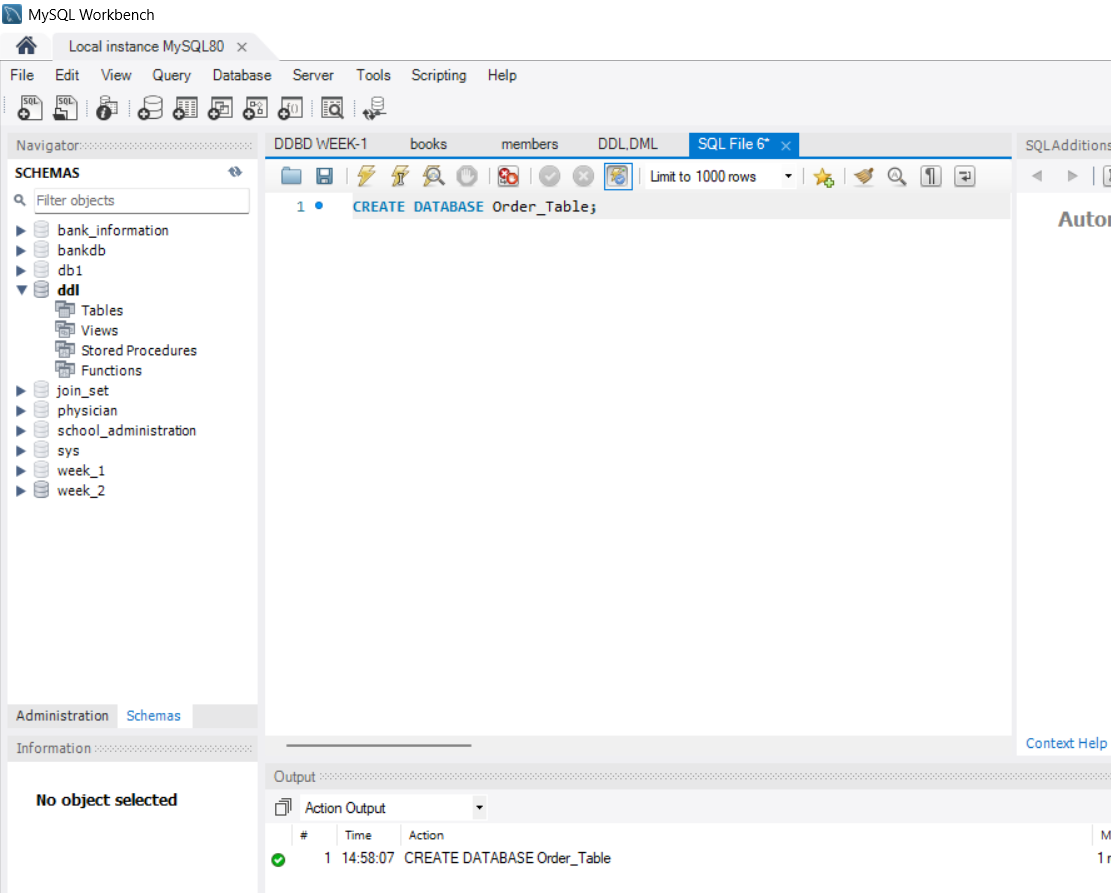 MySQL Workbench
Local instance MySQL80
File Edit View Query Database Server Tools Scripting Help
Navigator
SCHEMAS
Filter objects
bank_information
bankdb
db1
ddl
Tables
Views
Stored Procedures
Functions
join_set
physician
school_administration
sys
week_1
week_2
Administration Schemas
Information
No object selected
DDBD WEEK-1 books members DDL,DML SQL File 6*
Limit to 1000 rows
1 CREATE DATABASE Order_Table;
SQLAdditions
Autor
Context Help
Output
Action Output
# Time Action M
1 14:58:07 CREATE DATABASE Order_Table 1 r